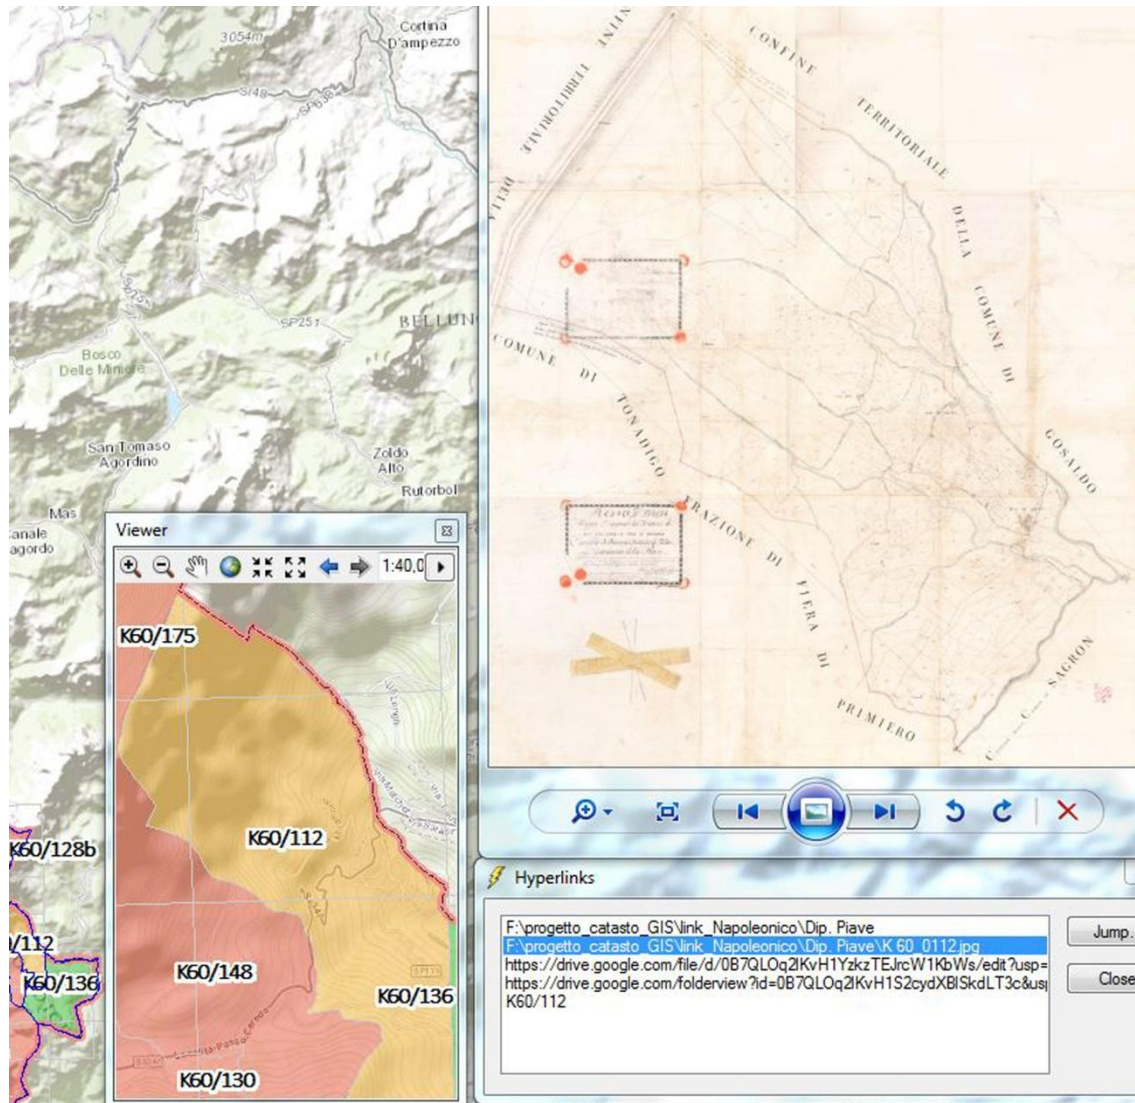 Cortina
D'ampezzo
3054m
Sr48
SP638
SP251
BELLUN
Bosco
Delle Miniere
San Tomaso
Agordino
Zoldo
Alto
Rutorbol
Mas
anale
agordo
K60/128b
/112
K60/136
Viewer
1:40,0
K60/175
K60/112
K60/148
K60/136
K60/130
CONFINE TERRITORIALE DELLA COMUNE DI GOSALDO
TERRITORIALE
DELLA
COMUNE DI TONADIGO FRAZIONE DI FIERA DI PRIMIERO
SAGRON
Hyperlinks
F:\progetto_catasto_GIS\link_Napoleonico\Dip. Piave
F:\progetto_catasto_GIS\link_Napoleonico\Dip. Piave\K 60_0112.jpg
https://drive.google.com/file/d/0B7QLOq2lKvH1YzkzTEJrcW1KbWs/edit?usp=
https://drive.google.com/folderview?id=0B7QLOq2lKvH1S2cydXBlSkdLT3c&us
K60/112
Jump.
Close